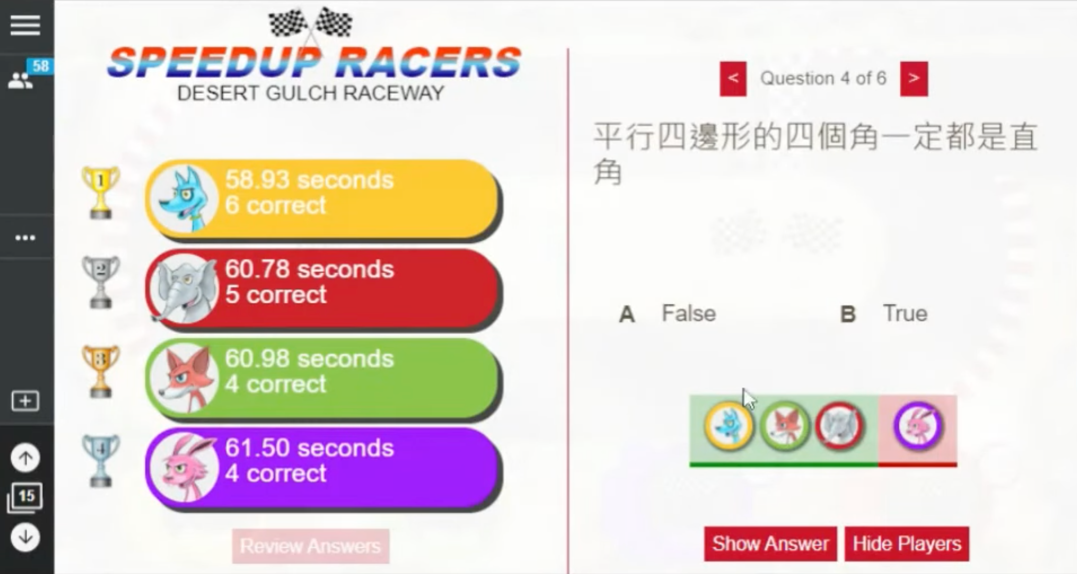 58
SPEEDUP RACERS
DESERT GULCH RACEWAY
1
58.93 seconds
6 correct
2
60.78 seconds
5 correct
3
60.98 seconds
4 correct
4
61.50 seconds
4 correct
Review Answers
15
< Question 4 of 6 >
平行四邊形的四個角一定都是直
角
A False B True
Show Answer Hide Players